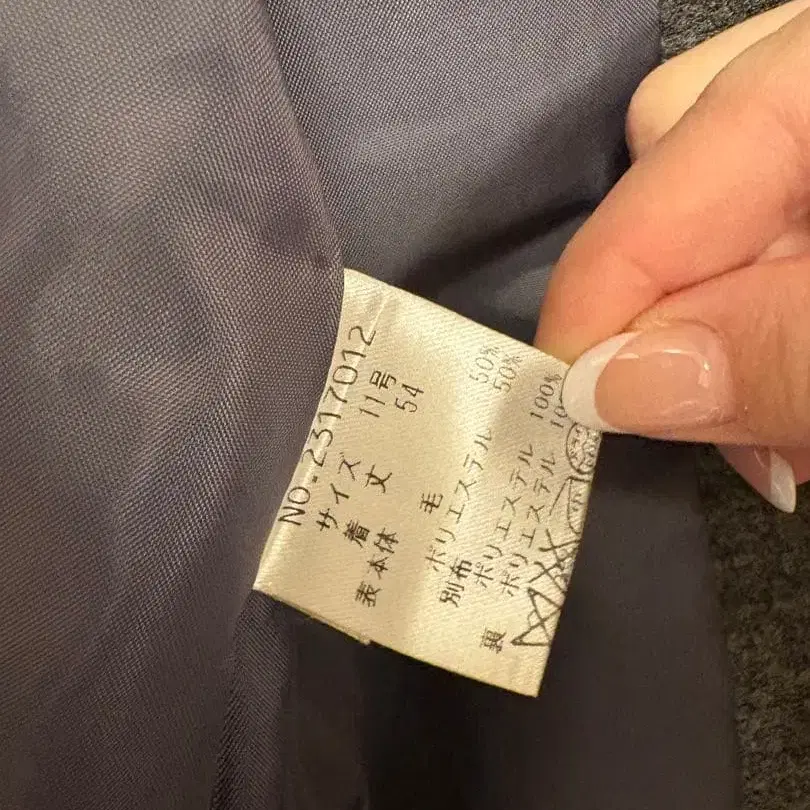 NO.2317012
サイズ 11号
着丈 54
表 本体 毛 50%
ポリエステル 50%
別布 ポリエステル 100%
裏 ポリエステル